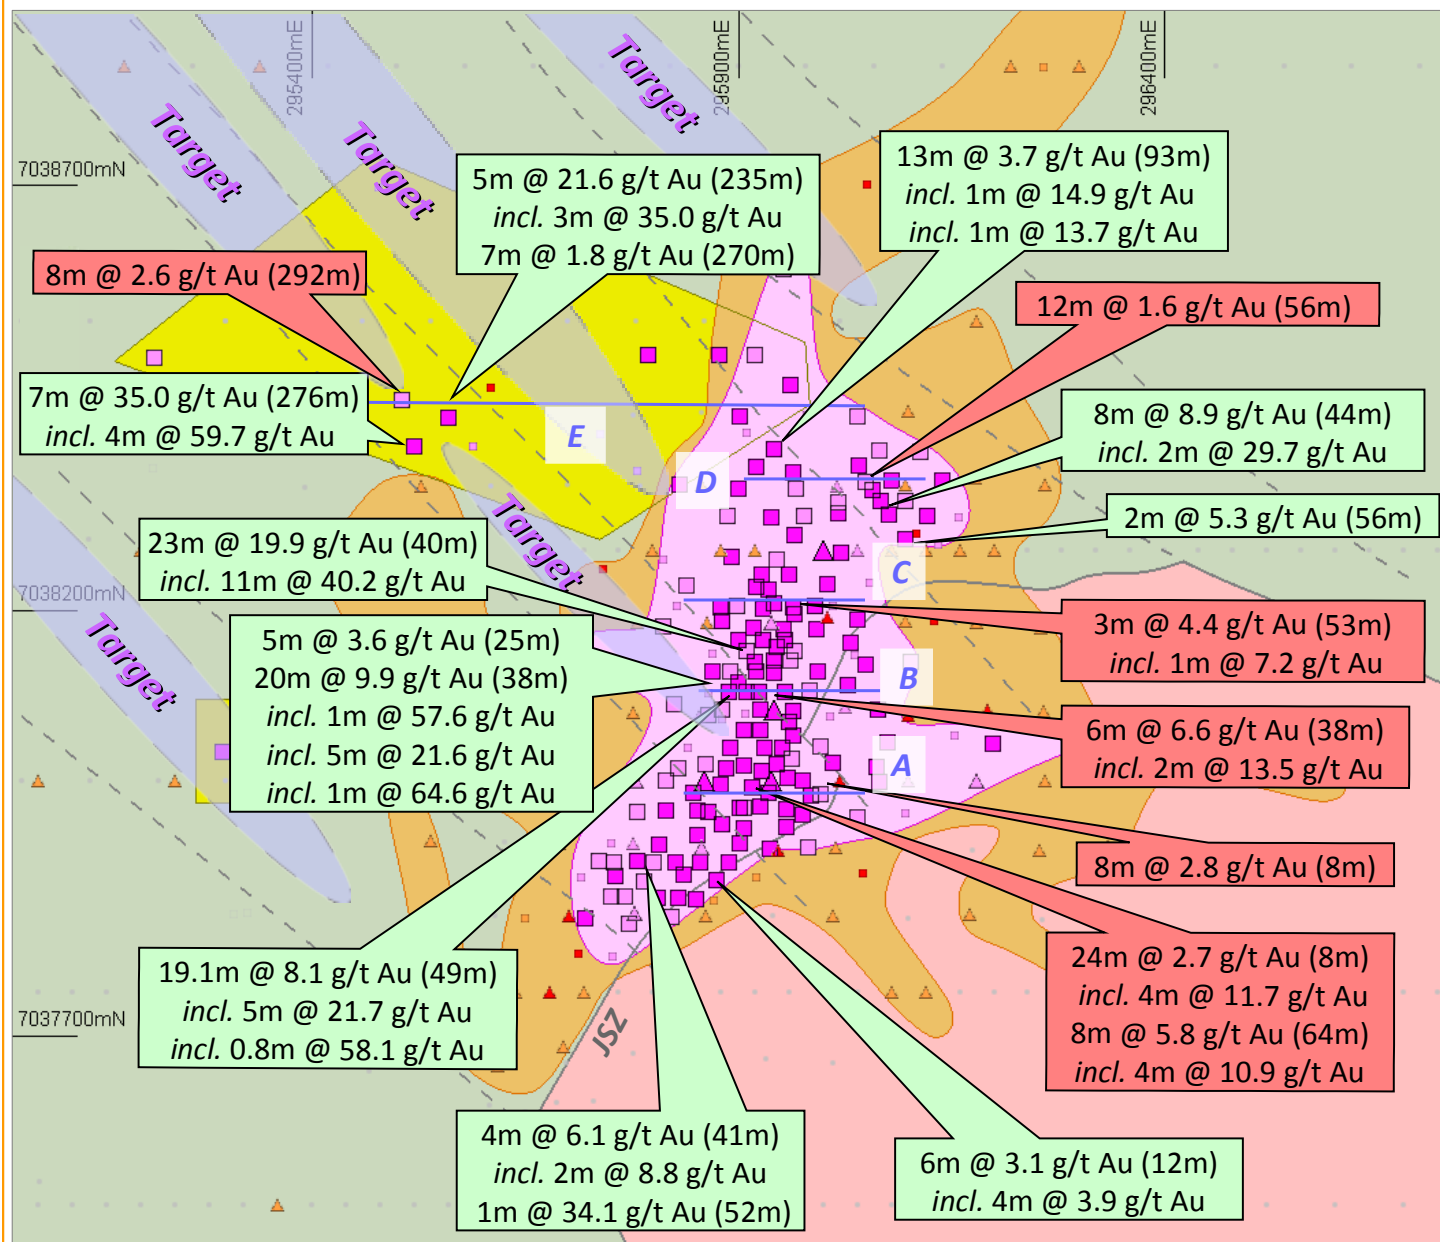 295400mE
295900mE
296400mE
Target
Target
Target
7038700mN
13m @ 3.7 g/t Au (93m)
incl. 1m @ 14.9 g/t Au
incl. 1m @ 13.7 g/t Au
5m @ 21.6 g/t Au (235m)
incl. 3m @ 35.0 g/t Au
7m @ 1.8 g/t Au (270m)
8m @ 2.6 g/t Au (292m)
12m @ 1.6 g/t Au (56m)
7m @ 35.0 g/t Au (276m)
incl. 4m @ 59.7 g/t Au
8m @ 8.9 g/t Au (44m)
incl. 2m @ 29.7 g/t Au
E
D
2m @ 5.3 g/t Au (56m)
Target
23m @ 19.9 g/t Au (40m)
incl. 11m @ 40.2 g/t Au
C
7038200mN
Target
3m @ 4.4 g/t Au (53m)
incl. 1m @ 7.2 g/t Au
5m @ 3.6 g/t Au (25m)
20m @ 9.9 g/t Au (38m)
incl. 1m @ 57.6 g/t Au
incl. 5m @ 21.6 g/t Au
incl. 1m @ 64.6 g/t Au
B
6m @ 6.6 g/t Au (38m)
incl. 2m @ 13.5 g/t Au
A
8m @ 2.8 g/t Au (8m)
19.1m @ 8.1 g/t Au (49m)
incl. 5m @ 21.7 g/t Au
incl. 0.8m @ 58.1 g/t Au
24m @ 2.7 g/t Au (8m)
incl. 4m @ 11.7 g/t Au
8m @ 5.8 g/t Au (64m)
incl. 4m @ 10.9 g/t Au
7037700mN
JSZ
4m @ 6.1 g/t Au (41m)
incl. 2m @ 8.8 g/t Au
1m @ 34.1 g/t Au (52m)
6m @ 3.1 g/t Au (12m)
incl. 4m @ 3.9 g/t Au